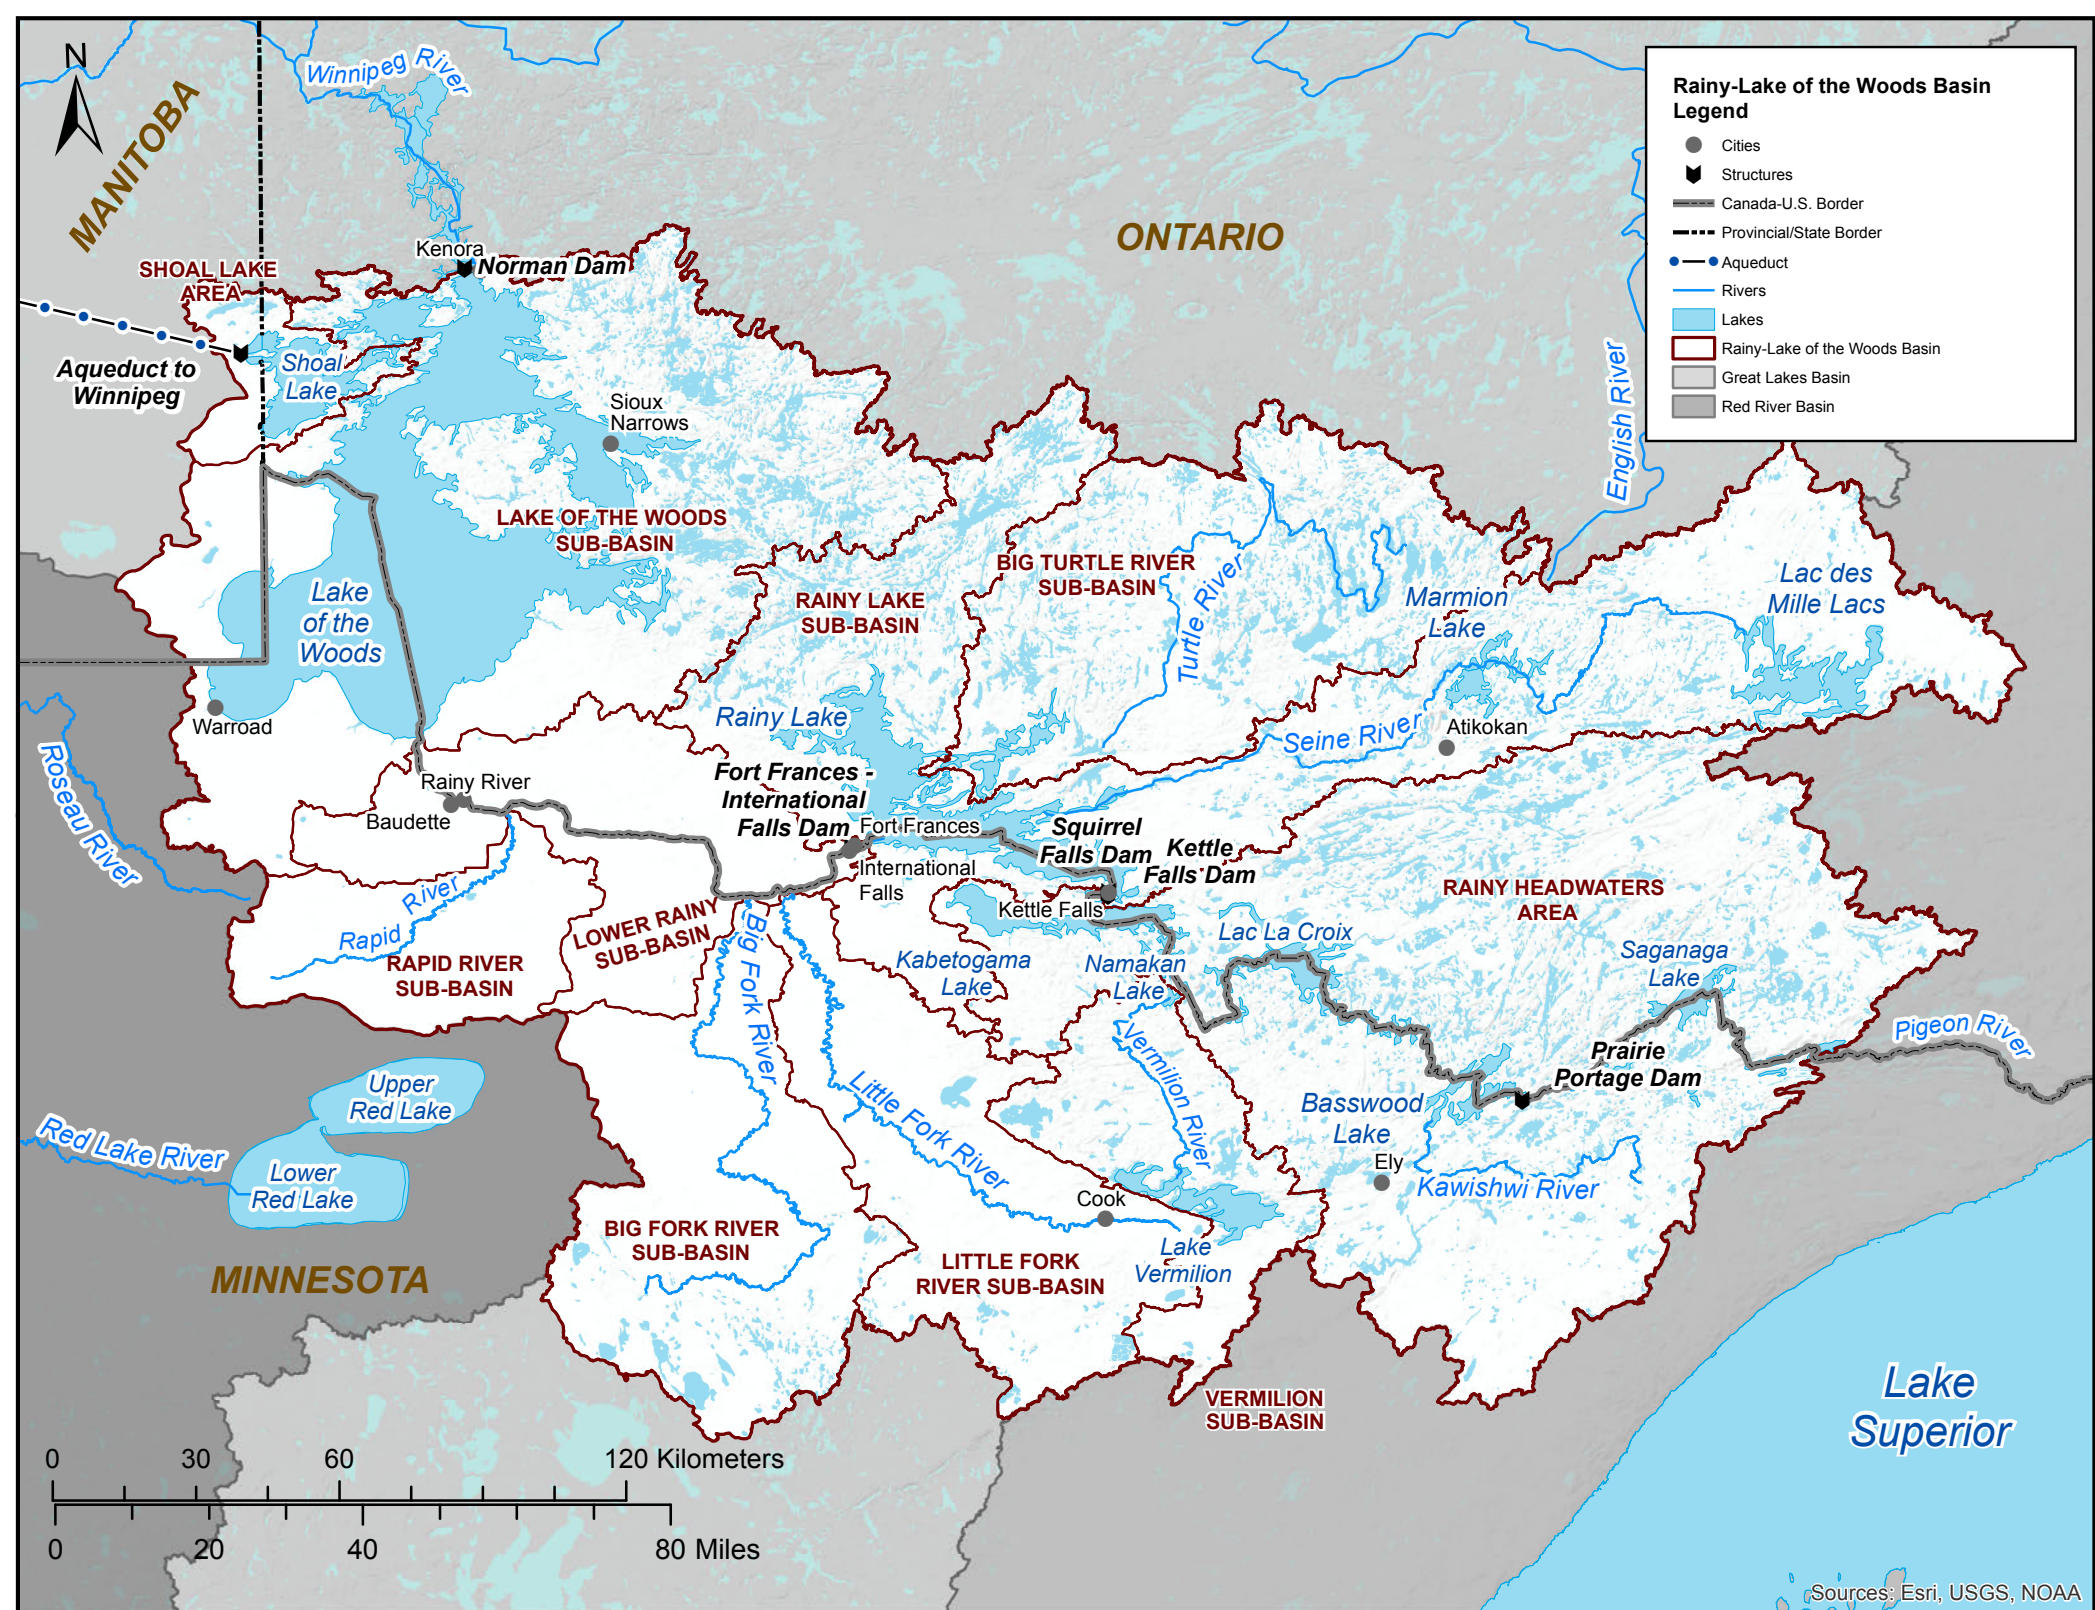 N
MANITOBA
Winnipeg River
ONTARIO
Rainy-Lake of the Woods Basin
Legend
Cities
Structures
Canada-U.S. Border
Provincial/State Border
Aqueduct
Rivers
Lakes
Rainy-Lake of the Woods Basin
Great Lakes Basin
Red River Basin
Kenora
Norman Dam
SHOAL LAKE
AREA
Aqueduct to
Winnipeg
Shoal
Lake
Sioux
Narrows
English River
LAKE OF THE WOODS
SUB-BASIN
Lake
of the
Woods
RAINY LAKE
SUB-BASIN
BIG TURTLE RIVER
SUB-BASIN
Turtle River
Marmion
Lake
Lac des
Mille Lacs
Warroad
Roseau River
Rainy Lake
Seine River
Atikokan
Rainy River
Baudette
Fort Frances -
International
Falls Dam
Fort Frances
International
Falls
Squirrel
Falls Dam
Kettle
Falls Dam
Kettle Falls
RAINY HEADWATERS
AREA
Rapid River
RAPID RIVER
SUB-BASIN
LOWER RAINY
SUB-BASIN
Big Fork River
Kabetogama
Lake
Namakan
Lake
Lac La Croix
Saganaga
Lake
Pigeon River
Vermilion River
Prairie
Portage Dam
Basswood
Lake
Ely
Kawishwi River
Upper
Red Lake
Lower
Red Lake
Red Lake River
Little Fork River
Cook
Lake
Vermilion
BIG FORK RIVER
SUB-BASIN
LITTLE FORK
RIVER SUB-BASIN
MINNESOTA
VERMILION
SUB-BASIN
Lake
Superior
0 30 60 120 Kilometers
0 20 40 80 Miles
Sources: Esri, USGS, NOAA